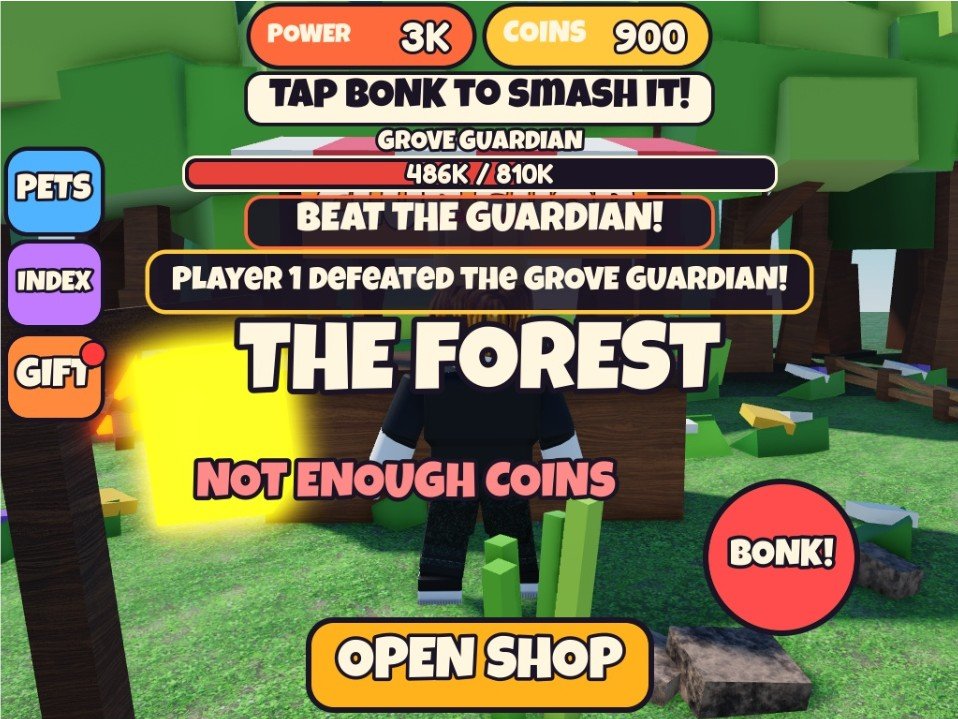 POWER 3K
COINS 900
TAP BONK TO SMASH IT!
GROVE GUARDIAN
486K / 810K
BEAT THE GUARDIAN!
PLAYER 1 DEFEATED THE GROVE GUARDIAN!
PETS
INDEX
GIFT
THE FOREST
NOT ENOUGH COINS
BONK!
OPEN SHOP